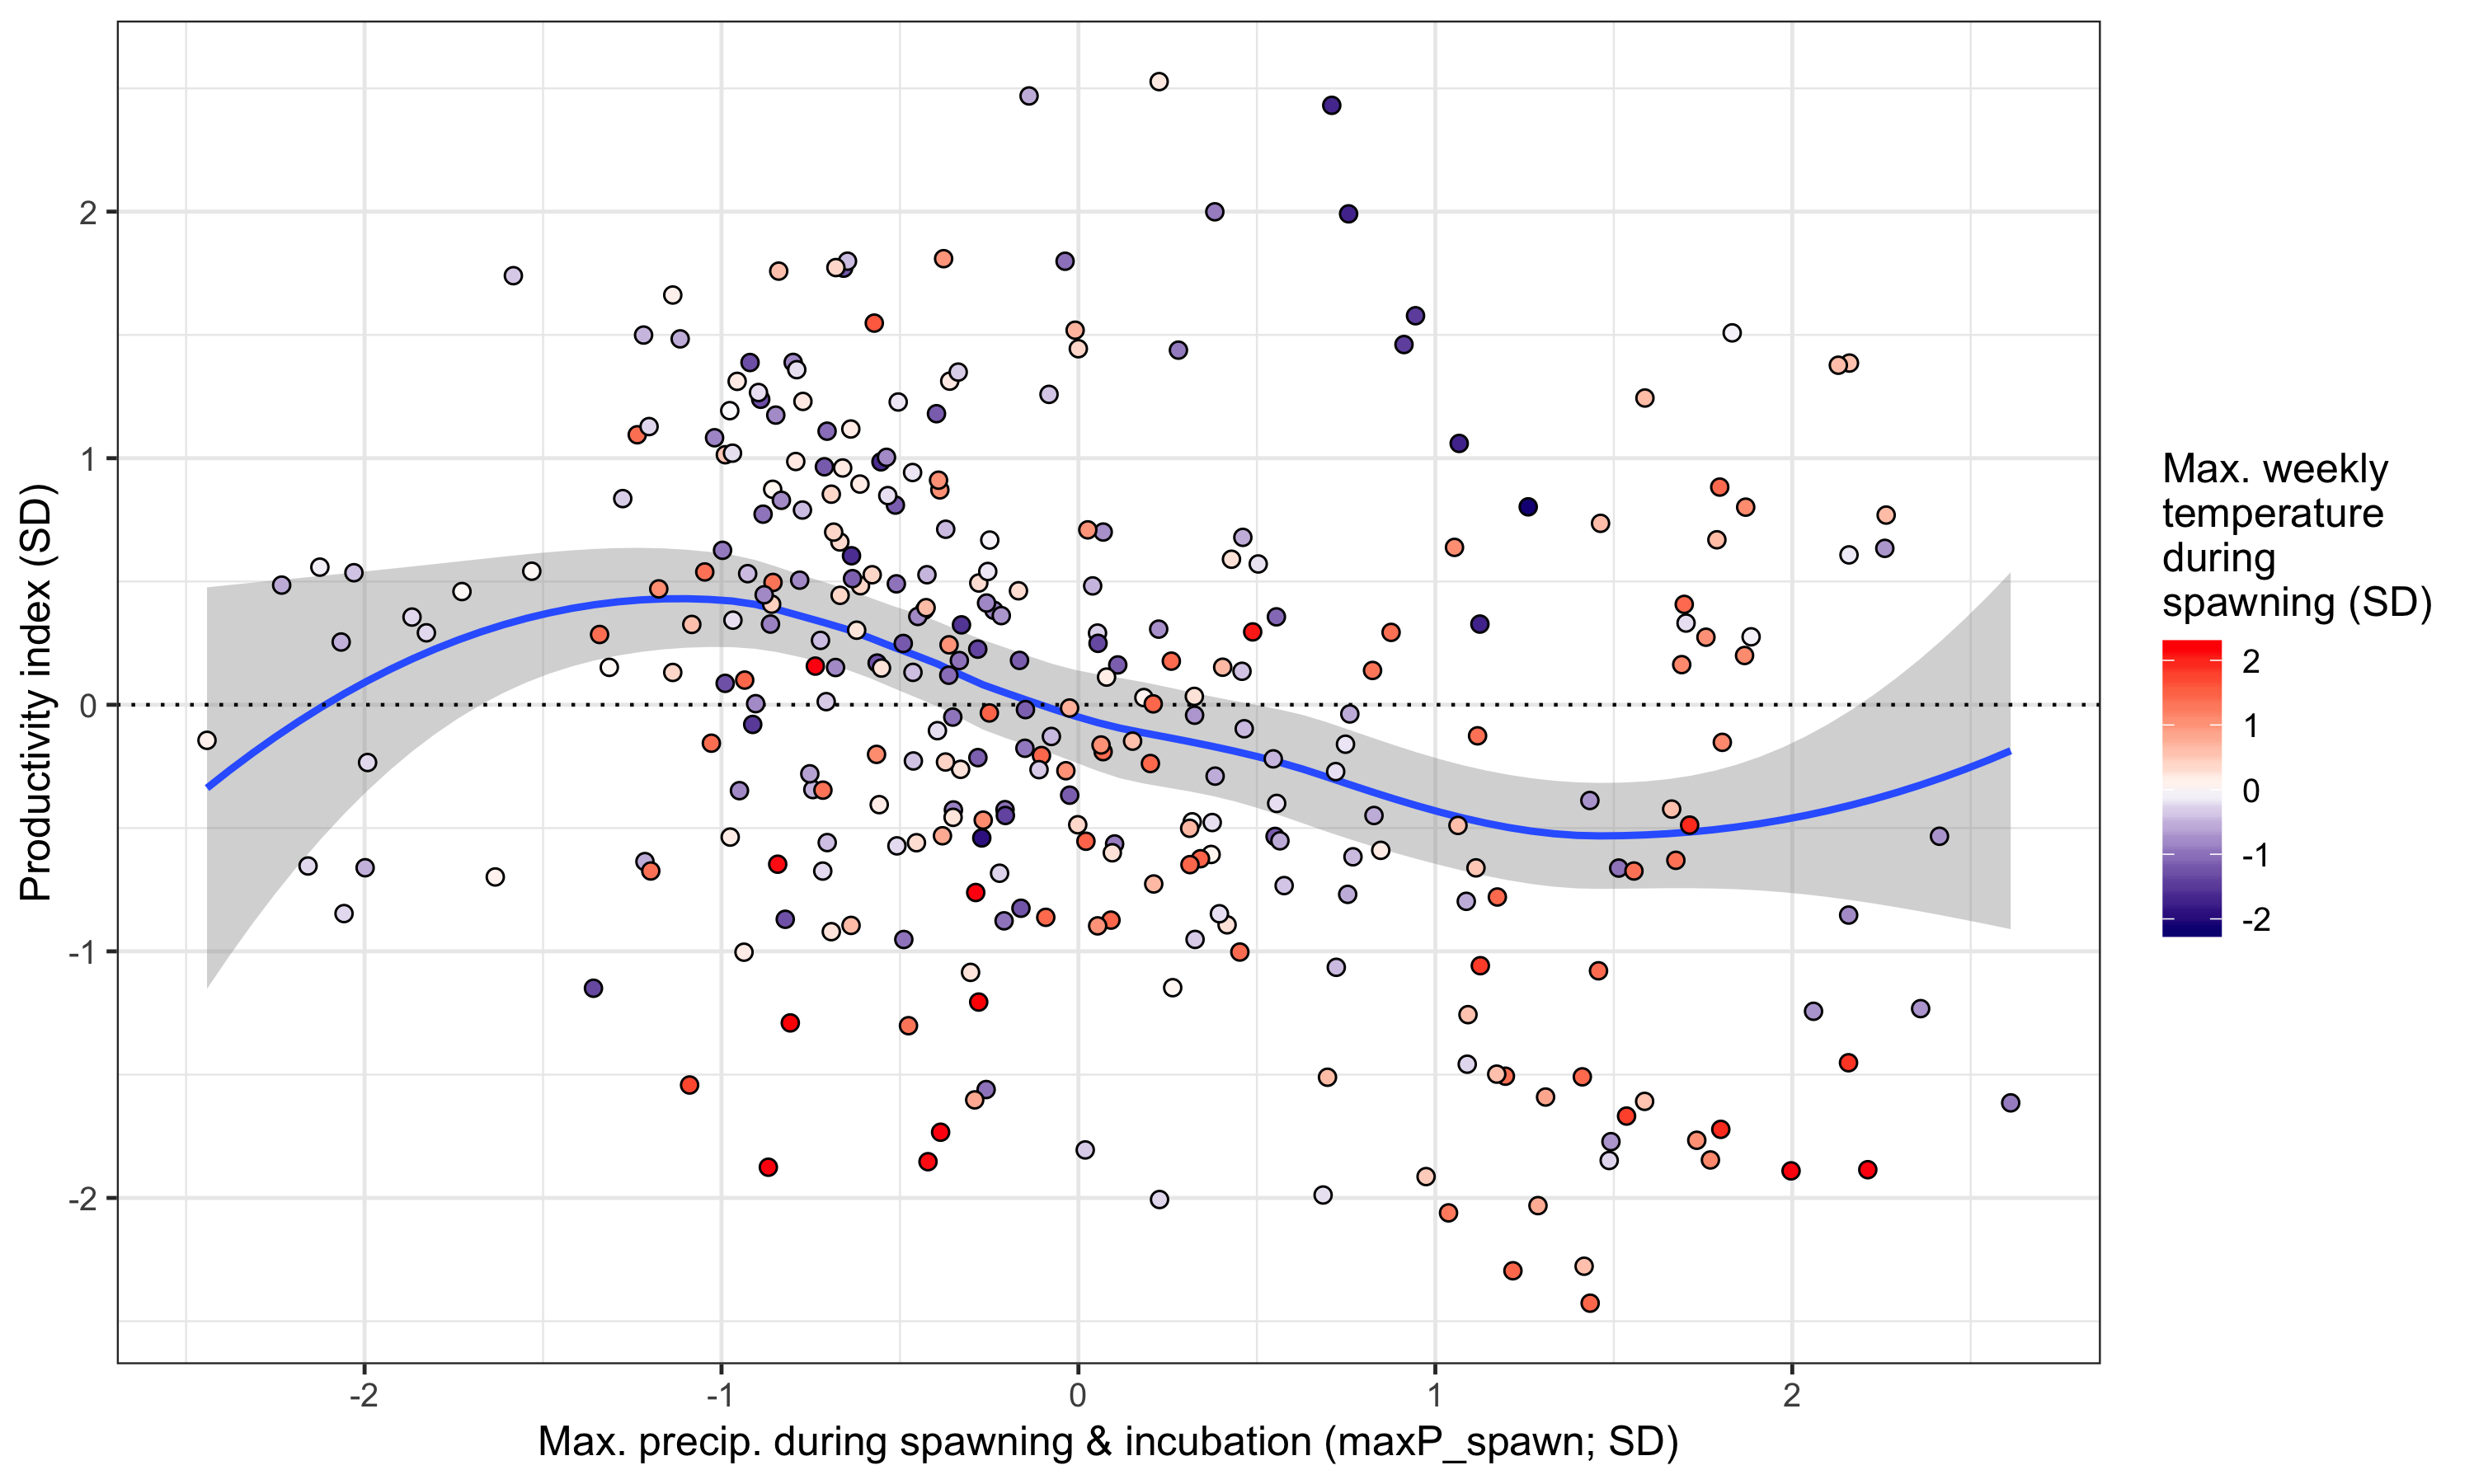 Productivity index (SD)
2
1
0
-1
-2
-2
-1
0
1
2
Max. precip. during spawning & incubation (maxP_spawn; SD)
Max. weekly
temperature
during
spawning (SD)
2
1
0
-1
-2